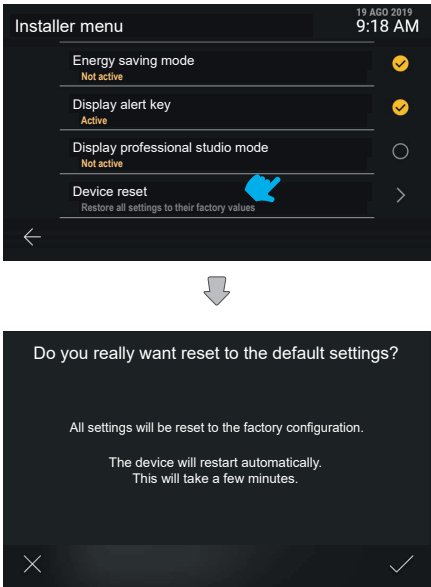 19 AGO 2019
Installer menu
9:18 AM
Energy saving mode
Not active
Display alert key
Active
Display professional studio mode
Not active
Device reset
Restore all settings to their factory values
Do you really want reset to the default settings?
All settings will be reset to the factory configuration.
The device will restart automatically.
This will take a few minutes.